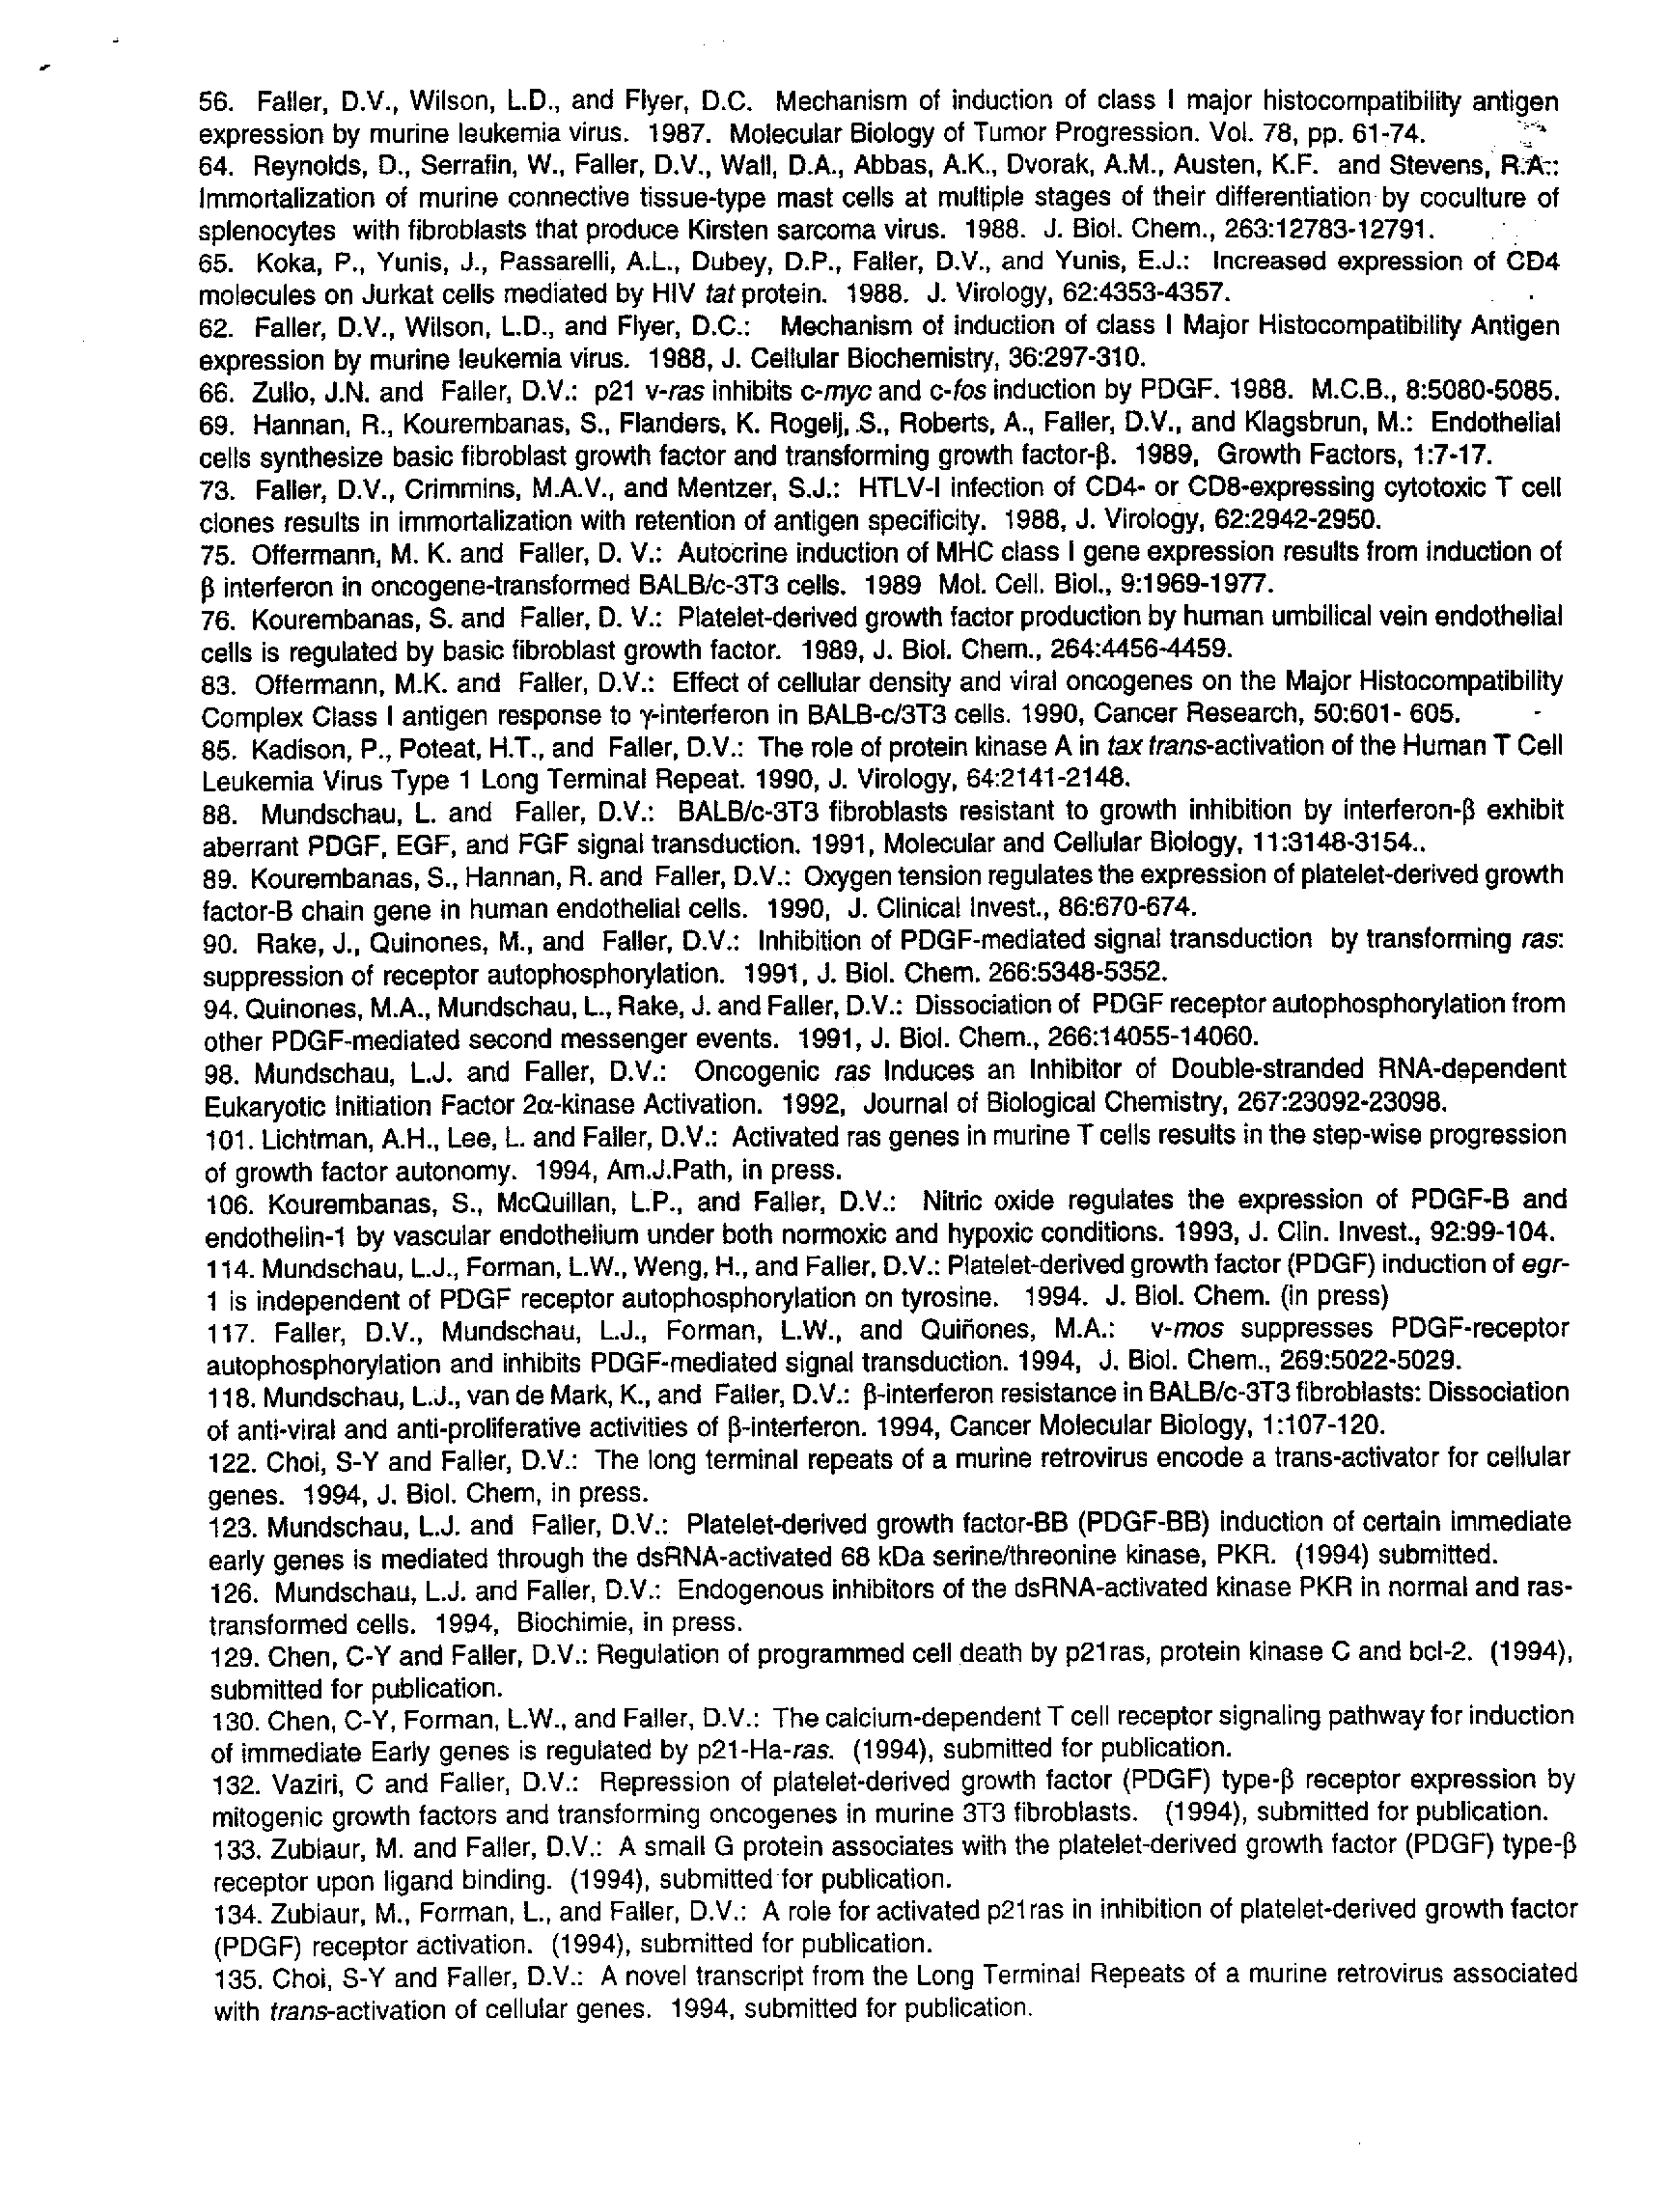 56. Faller, D.V., Wilson, L.D., and Flyer, D.C. Mechanism of induction of class I major histocompatibility antigen
expression by murine leukemia virus. 1987. Molecular Biology of Tumor Progression. Vol. 78, pp. 61-74.
64. Reynolds, D., Serrafin, W., Faller, D.V., Wall, D.A., Abbas, A.K., Dvorak, A.M., Austen, K.F. and Stevens, R.A.:
Immortalization of murine connective tissue-type mast cells at multiple stages of their differentiation by coculture of
splenocytes with fibroblasts that produce Kirsten sarcoma virus. 1988. J. Biol. Chem., 263:12783-12791.
65. Koka, P., Yunis, J., Passarelli, A.L., Dubey, D.P., Faller, D.V., and Yunis, E.J.: Increased expression of CD4
molecules on Jurkat cells mediated by HIV tat protein. 1988. J. Virology, 62:4353-4357.
62. Faller, D.V., Wilson, L.D., and Flyer, D.C.: Mechanism of induction of class I Major Histocompatibility Antigen
expression by murine leukemia virus. 1988, J. Cellular Biochemistry, 36:297-310.
66. Zullo, J.N. and Faller, D.V.: p21 v-ras inhibits c-myc and c-fos induction by PDGF. 1988. M.C.B., 8:5080-5085.
69. Hannan, R., Kourembanas, S., Flanders, K. Rogelj, S., Roberts, A., Faller, D.V., and Klagsbrun, M.: Endothelial
cells synthesize basic fibroblast growth factor and transforming growth factor-β. 1989, Growth Factors, 1:7-17.
73. Faller, D.V., Crimmins, M.A.V., and Mentzer, S.J.: HTLV-I infection of CD4- or CD8-expressing cytotoxic T cell
clones results in immortalization with retention of antigen specificity. 1988, J. Virology, 62:2942-2950.
75. Offermann, M. K. and Faller, D. V.: Autocrine induction of MHC class I gene expression results from induction of
β interferon in oncogene-transformed BALB/c-3T3 cells. 1989 Mol. Cell. Biol., 9:1969-1977.
76. Kourembanas, S. and Faller, D. V.: Platelet-derived growth factor production by human umbilical vein endothelial
cells is regulated by basic fibroblast growth factor. 1989, J. Biol. Chem., 264:4456-4459.
83. Offermann, M.K. and Faller, D.V.: Effect of cellular density and viral oncogenes on the Major Histocompatibility
Complex Class I antigen response to γ-interferon in BALB-c/3T3 cells. 1990, Cancer Research, 50:601- 605.
85. Kadison, P., Poteat, H.T., and Faller, D.V.: The role of protein kinase A in tax trans-activation of the Human T Cell
Leukemia Virus Type 1 Long Terminal Repeat. 1990, J. Virology, 64:2141-2148.
88. Mundschau, L. and Faller, D.V.: BALB/c-3T3 fibroblasts resistant to growth inhibition by interferon-β exhibit
aberrant PDGF, EGF, and FGF signal transduction. 1991, Molecular and Cellular Biology, 11:3148-3154..
89. Kourembanas, S., Hannan, R. and Faller, D.V.: Oxygen tension regulates the expression of platelet-derived growth
factor-B chain gene in human endothelial cells. 1990, J. Clinical Invest., 86:670-674.
90. Rake, J., Quinones, M., and Faller, D.V.: Inhibition of PDGF-mediated signal transduction by transforming ras:
suppression of receptor autophosphorylation. 1991, J. Biol. Chem. 266:5348-5352.
94. Quinones, M.A., Mundschau, L., Rake, J. and Faller, D.V.: Dissociation of PDGF receptor autophosphorylation from
other PDGF-mediated second messenger events. 1991, J. Biol. Chem., 266:14055-14060.
98. Mundschau, L.J. and Faller, D.V.: Oncogenic ras Induces an Inhibitor of Double-stranded RNA-dependent
Eukaryotic Initiation Factor 2α-kinase Activation. 1992, Journal of Biological Chemistry, 267:23092-23098.
101. Lichtman, A.H., Lee, L. and Faller, D.V.: Activated ras genes in murine T cells results in the step-wise progression
of growth factor autonomy. 1994, Am.J.Path, in press.
106. Kourembanas, S., McQuillan, L.P., and Faller, D.V.: Nitric oxide regulates the expression of PDGF-B and
endothelin-1 by vascular endothelium under both normoxic and hypoxic conditions. 1993, J. Clin. Invest., 92:99-104.
114. Mundschau, L.J., Forman, L.W., Weng, H., and Faller, D.V.: Platelet-derived growth factor (PDGF) induction of egr-
1 is independent of PDGF receptor autophosphorylation on tyrosine. 1994. J. Biol. Chem. (in press)
117. Faller, D.V., Mundschau, L.J., Forman, L.W., and Quiñones, M.A.: v-mos suppresses PDGF-receptor
autophosphorylation and inhibits PDGF-mediated signal transduction. 1994, J. Biol. Chem., 269:5022-5029.
118. Mundschau, L.J., van de Mark, K., and Faller, D.V.: β-interferon resistance in BALB/c-3T3 fibroblasts: Dissociation
of anti-viral and anti-proliferative activities of β-interferon. 1994, Cancer Molecular Biology, 1:107-120.
122. Choi, S-Y and Faller, D.V.: The long terminal repeats of a murine retrovirus encode a trans-activator for cellular
genes. 1994, J. Biol. Chem, in press.
123. Mundschau, L.J. and Faller, D.V.: Platelet-derived growth factor-BB (PDGF-BB) induction of certain immediate
early genes is mediated through the dsRNA-activated 68 kDa serine/threonine kinase, PKR. (1994) submitted.
126. Mundschau, L.J. and Faller, D.V.: Endogenous inhibitors of the dsRNA-activated kinase PKR in normal and ras-
transformed cells. 1994, Biochimie, in press.
129. Chen, C-Y and Faller, D.V.: Regulation of programmed cell death by p21ras, protein kinase C and bcl-2. (1994),
submitted for publication.
130. Chen, C-Y, Forman, L.W., and Faller, D.V.: The calcium-dependent T cell receptor signaling pathway for induction
of immediate Early genes is regulated by p21-Ha-ras. (1994), submitted for publication.
132. Vaziri, C and Faller, D.V.: Repression of platelet-derived growth factor (PDGF) type-β receptor expression by
mitogenic growth factors and transforming oncogenes in murine 3T3 fibroblasts. (1994), submitted for publication.
133. Zubiaur, M. and Faller, D.V.: A small G protein associates with the platelet-derived growth factor (PDGF) type-β
receptor upon ligand binding. (1994), submitted for publication.
134. Zubiaur, M., Forman, L., and Faller, D.V.: A role for activated p21ras in inhibition of platelet-derived growth factor
(PDGF) receptor activation. (1994), submitted for publication.
135. Choi, S-Y and Faller, D.V.: A novel transcript from the Long Terminal Repeats of a murine retrovirus associated
with trans-activation of cellular genes. 1994, submitted for publication.